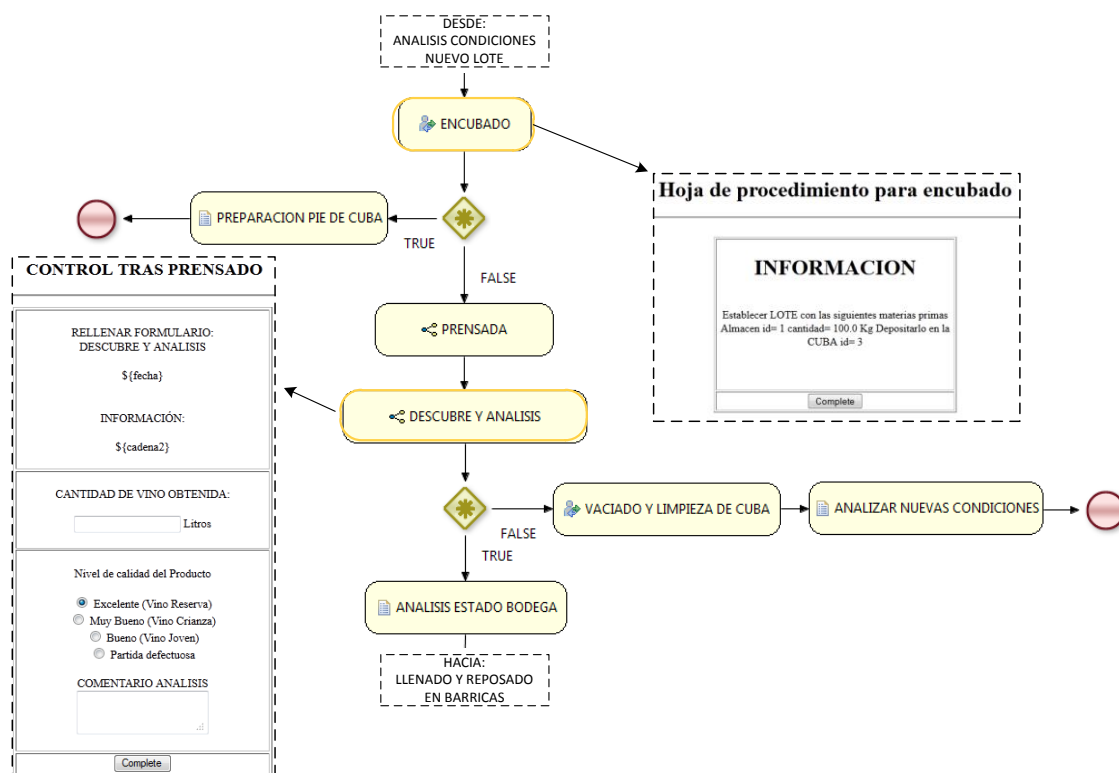 DESDE:
ANALISIS CONDICIONES
NUEVO LOTE
ENCUBADO
Hoja de procedimiento para encubado
INFORMACION
Establecer LOTE con las siguientes materias primas
Almacen id= 1 cantidad= 100.0 Kg Depositarlo en la
CUBA id= 3
Complete
PREPARACION PIE DE CUBA
TRUE
FALSE
PRENSADA
DESCUBRE Y ANALISIS
CONTROL TRAS PRENSADO
RELLENAR FORMULARIO:
DESCUBRE Y ANALISIS
${fecha}
INFORMACIÓN:
${cadena2}
CANTIDAD DE VINO OBTENIDA:
Litros
Nivel de calidad del Producto
Excelente (Vino Reserva)
Muy Bueno (Vino Crianza)
Bueno (Vino Joven)
Partida defectuosa
COMENTARIO ANALISIS
Complete
VACIADO Y LIMPIEZA DE CUBA
ANALIZAR NUEVAS CONDICIONES
FALSE
TRUE
ANALISIS ESTADO BODEGA
HACIA:
LLENADO Y REPOSADO
EN BARRICAS